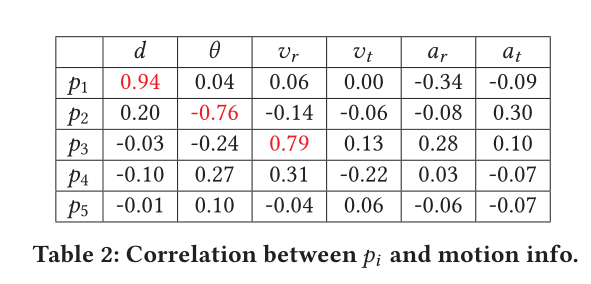 d θ v_r v_t a_r a_t
p_1 0.94 0.04 0.06 0.00 -0.34 -0.09
p_2 0.20 -0.76 -0.14 -0.06 -0.08 0.30
p_3 -0.03 -0.24 0.79 0.13 0.28 0.10
p_4 -0.10 0.27 0.31 -0.22 0.03 -0.07
p_5 -0.01 0.10 -0.04 0.06 -0.06 -0.07
Table 2: Correlation between p_i and motion info.